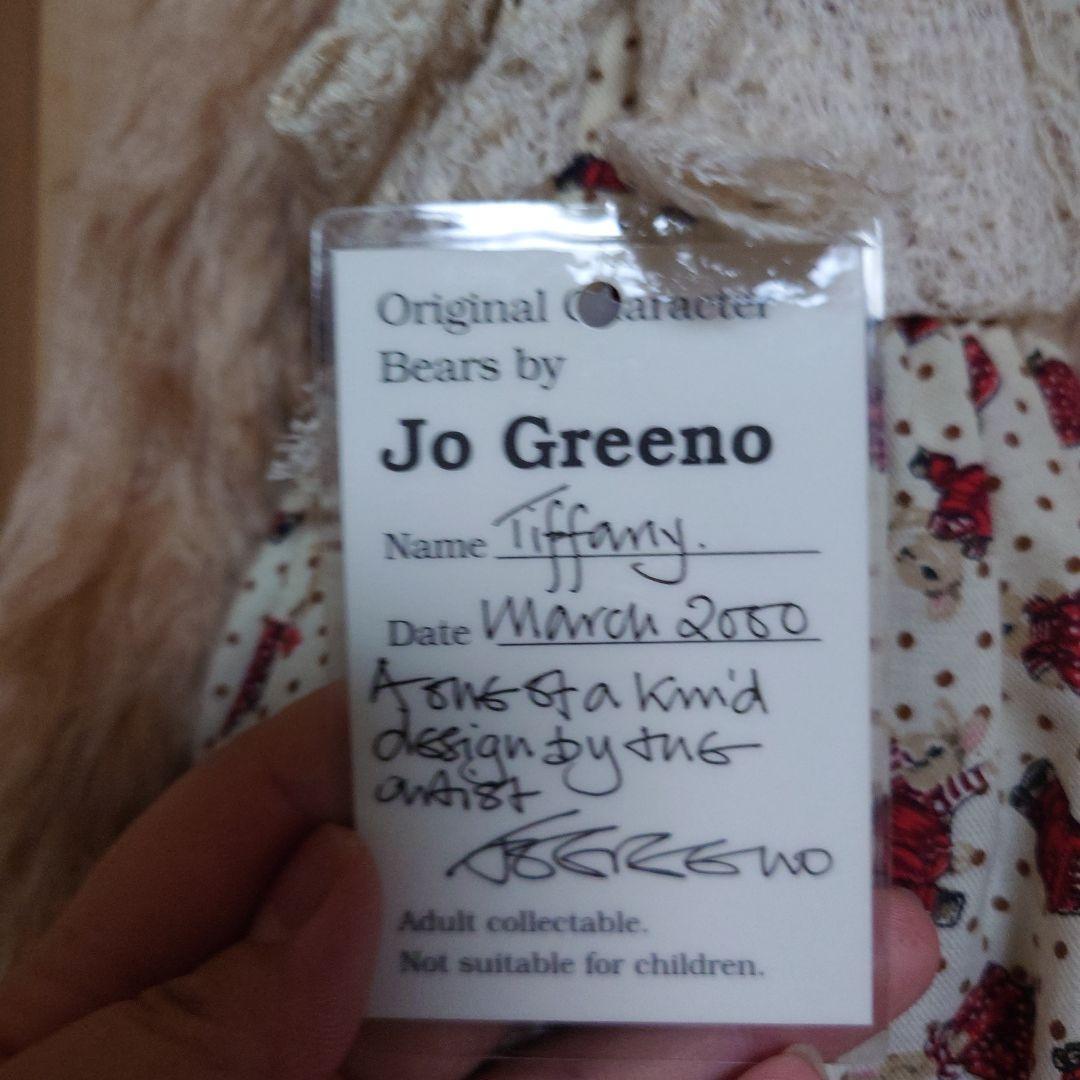 Original Character
Bears by
Jo Greeno
Name Tiffany.
Date March 2000
A one of a kind
design by the
artist
Jo GREENO
Adult collectable.
Not suitable for children.